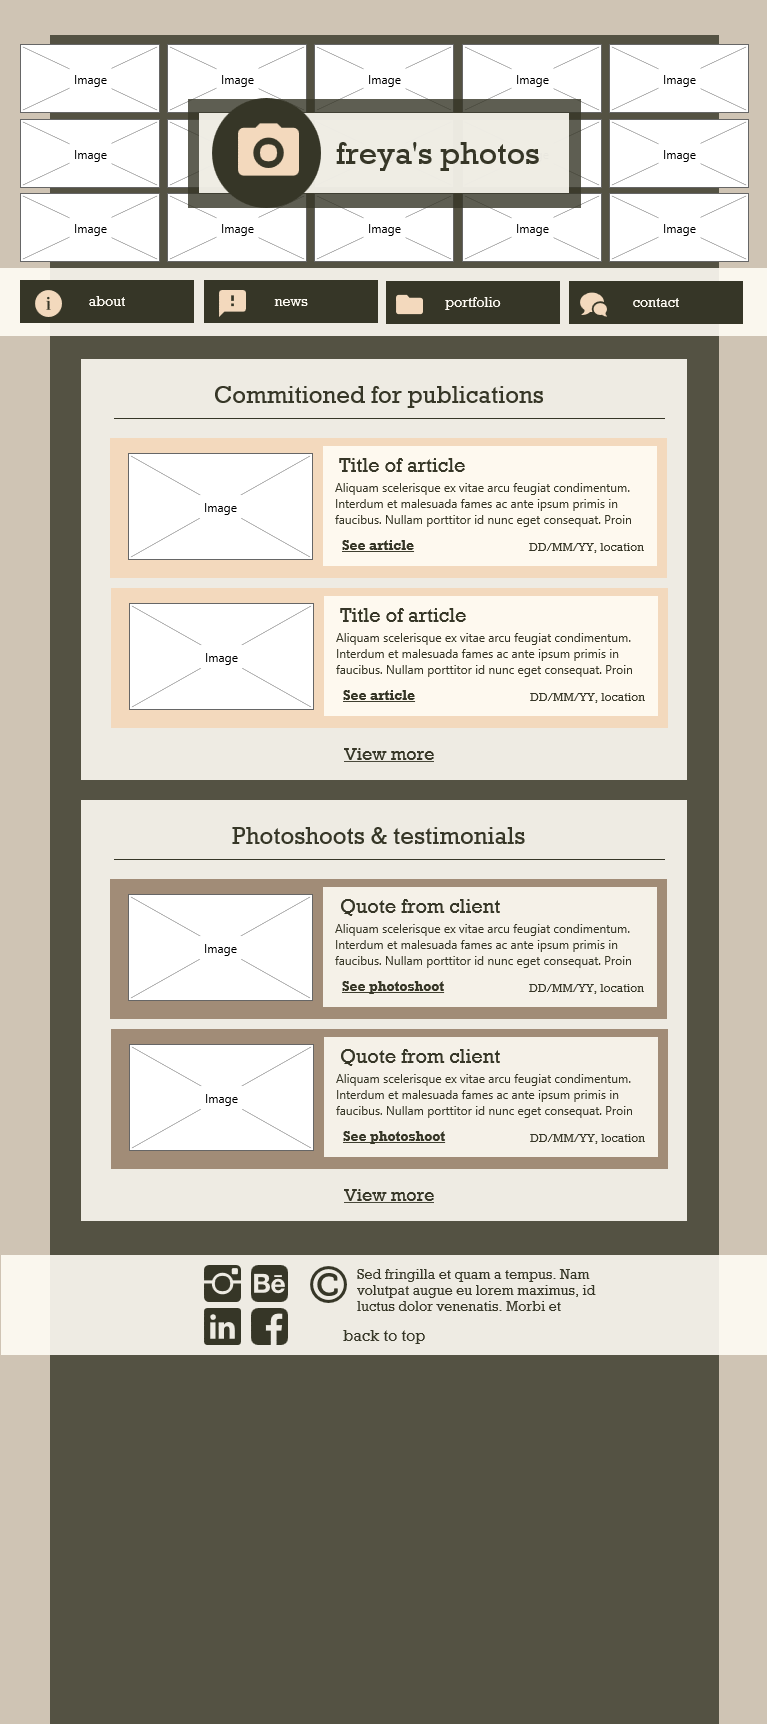 Image Image Image Image Image
Image Image
freya's photos
Image Image Image Image Image
about news portfolio contact
Commitioned for publications
Image
Title of article
Aliquam scelerisque ex vitae arcu feugiat condimentum.
Interdum et malesuada fames ac ante ipsum primis in
faucibus. Nullam porttitor id nunc eget consequat. Proin
See article DD/MM/YY, location
Image
Title of article
Aliquam scelerisque ex vitae arcu feugiat condimentum.
Interdum et malesuada fames ac ante ipsum primis in
faucibus. Nullam porttitor id nunc eget consequat. Proin
See article DD/MM/YY, location
View more
Photoshoots & testimonials
Image
Quote from client
Aliquam scelerisque ex vitae arcu feugiat condimentum.
Interdum et malesuada fames ac ante ipsum primis in
faucibus. Nullam porttitor id nunc eget consequat. Proin
See photoshoot DD/MM/YY, location
Image
Quote from client
Aliquam scelerisque ex vitae arcu feugiat condimentum.
Interdum et malesuada fames ac ante ipsum primis in
faucibus. Nullam porttitor id nunc eget consequat. Proin
See photoshoot DD/MM/YY, location
View more
Bē
in f
©
Sed fringilla et quam a tempus. Nam
volutpat augue eu lorem maximus, id
luctus dolor venenatis. Morbi et
back to top